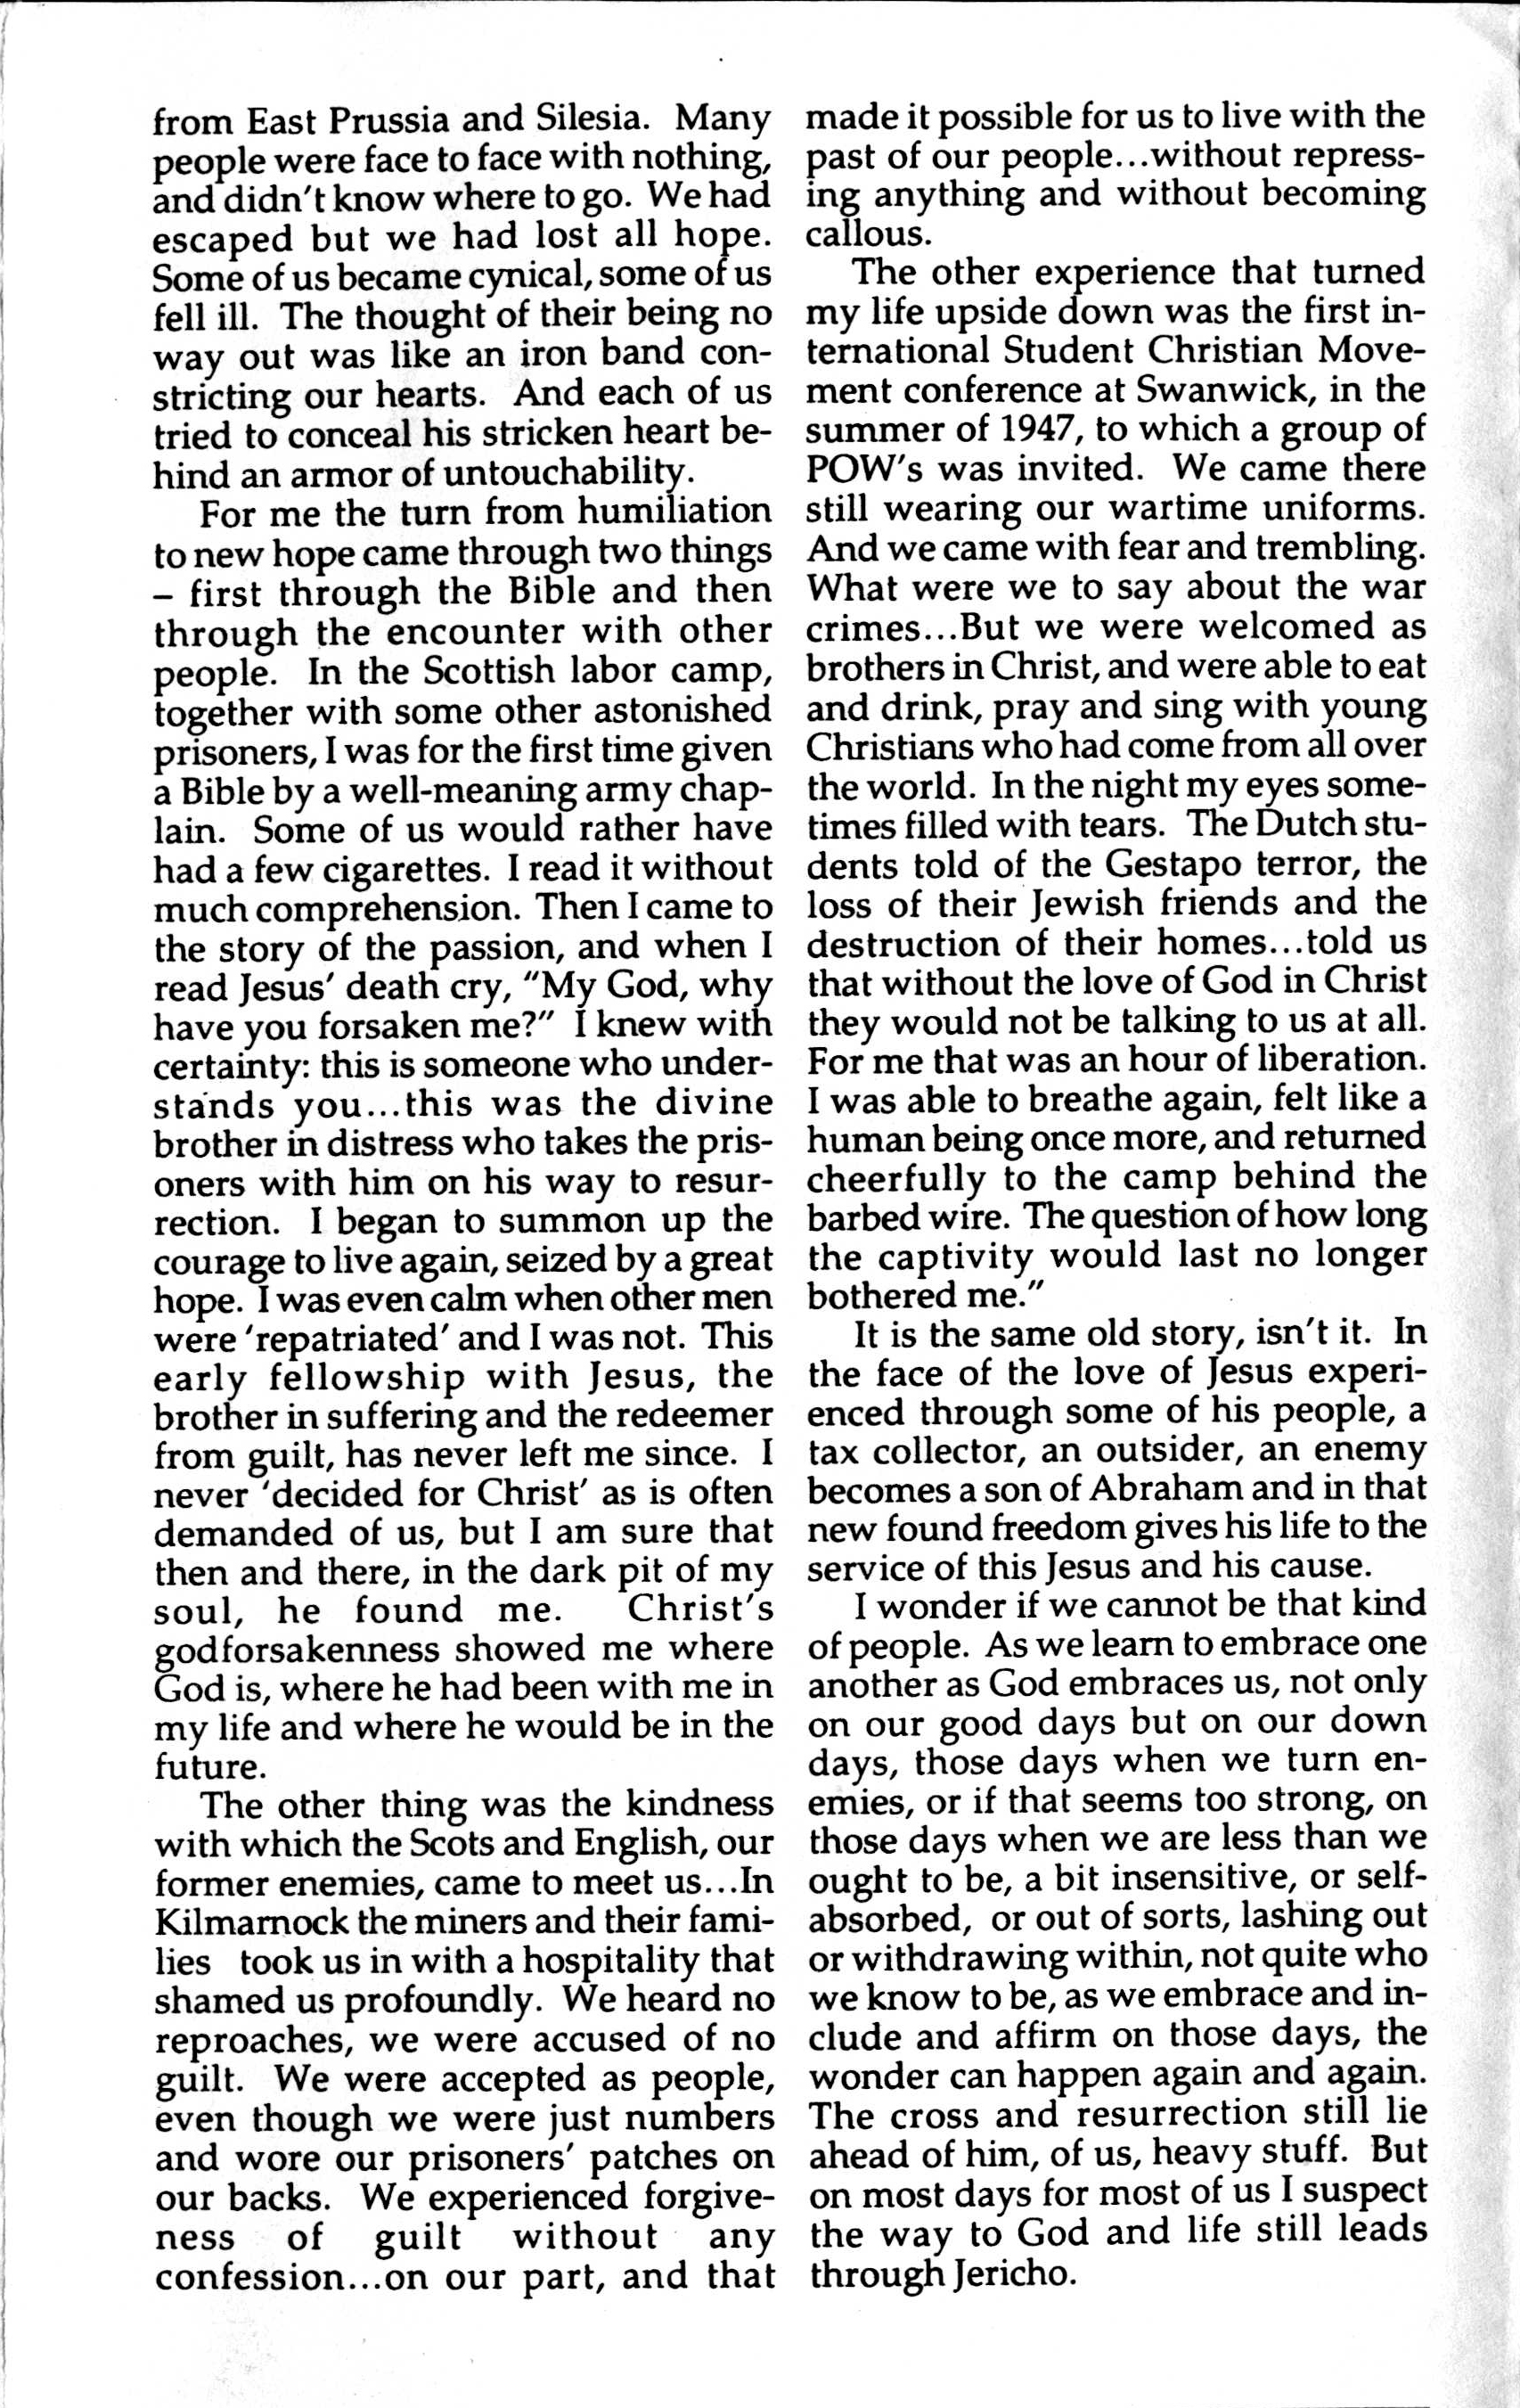 from East Prussia and Silesia. Many
people were face to face with nothing,
and didn't know where to go. We had
escaped but we had lost all hope.
Some of us became cynical, some of us
fell ill. The thought of their being no
way out was like an iron band con-
stricting our hearts. And each of us
tried to conceal his stricken heart be-
hind an armor of untouchability.
For me the turn from humiliation
to new hope came through two things
– first through the Bible and then
through the encounter with other
people. In the Scottish labor camp,
together with some other astonished
prisoners, I was for the first time given
a Bible by a well-meaning army chap-
lain. Some of us would rather have
had a few cigarettes. I read it without
much comprehension. Then I came to
the story of the passion, and when I
read Jesus' death cry, "My God, why
have you forsaken me?" I knew with
certainty: this is someone who under-
stands you...this was the divine
brother in distress who takes the pris-
oners with him on his way to resur-
rection. I began to summon up the
courage to live again, seized by a great
hope. I was even calm when other men
were 'repatriated' and I was not. This
early fellowship with Jesus, the
brother in suffering and the redeemer
from guilt, has never left me since. I
never 'decided for Christ' as is often
demanded of us, but I am sure that
then and there, in the dark pit of my
soul, he found me. Christ's
godforsakenness showed me where
God is, where he had been with me in
my life and where he would be in the
future.
The other thing was the kindness
with which the Scots and English, our
former enemies, came to meet us...In
Kilmarnock the miners and their fami-
lies took us in with a hospitality that
shamed us profoundly. We heard no
reproaches, we were accused of no
guilt. We were accepted as people,
even though we were just numbers
and wore our prisoners' patches on
our backs. We experienced forgive-
ness of guilt without any
confession...on our part, and that
made it possible for us to live with the
past of our people...without repress-
ing anything and without becoming
callous.
The other experience that turned
my life upside down was the first in-
ternational Student Christian Move-
ment conference at Swanwick, in the
summer of 1947, to which a group of
POW's was invited. We came there
still wearing our wartime uniforms.
And we came with fear and trembling.
What were we to say about the war
crimes...But we were welcomed as
brothers in Christ, and were able to eat
and drink, pray and sing with young
Christians who had come from all over
the world. In the night my eyes some-
times filled with tears. The Dutch stu-
dents told of the Gestapo terror, the
loss of their Jewish friends and the
destruction of their homes...told us
that without the love of God in Christ
they would not be talking to us at all.
For me that was an hour of liberation.
I was able to breathe again, felt like a
human being once more, and returned
cheerfully to the camp behind the
barbed wire. The question of how long
the captivity would last no longer
bothered me."
It is the same old story, isn't it. In
the face of the love of Jesus experi-
enced through some of his people, a
tax collector, an outsider, an enemy
becomes a son of Abraham and in that
new found freedom gives his life to the
service of this Jesus and his cause.
I wonder if we cannot be that kind
of people. As we learn to embrace one
another as God embraces us, not only
on our good days but on our down
days, those days when we turn en-
emies, or if that seems too strong, on
those days when we are less than we
ought to be, a bit insensitive, or self-
absorbed, or out of sorts, lashing out
or withdrawing within, not quite who
we know to be, as we embrace and in-
clude and affirm on those days, the
wonder can happen again and again.
The cross and resurrection still lie
ahead of him, of us, heavy stuff. But
on most days for most of us I suspect
the way to God and life still leads
through Jericho.